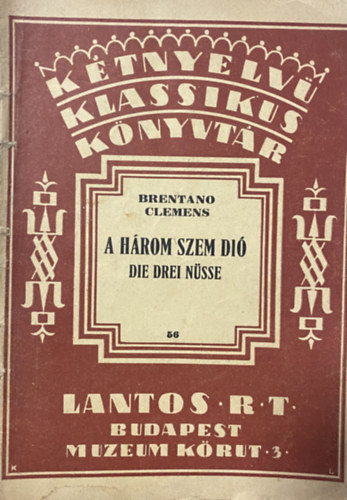 KÉTNYELVŰ
KLASSIKUS
KÖNYVTÁR
BRENTANO
CLEMENS
A HÁROM SZEM DIÓ
DIE DREI NÜSSE
56
LANTOS · R · T ·
BUDAPEST
MUZEUM KÖRUT · 3 ·
K L